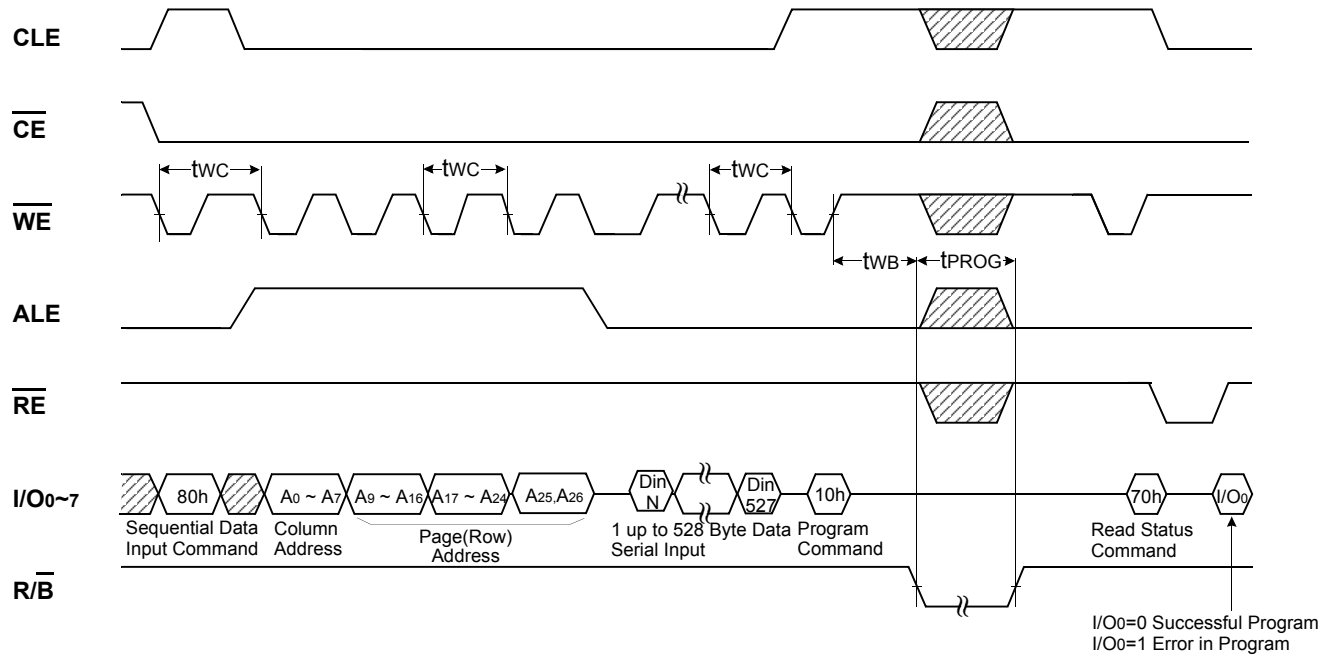 CLE
CE
tWC
tWC
tWC
WE
tWB
tPROG
ALE
RE
I/O0~7
80h
A0 ~ A7
A9 ~ A16
A17 ~ A24
A25,A26
Din
N
Din
527
10h
70h
I/O0
Sequential Data
Input Command
Column
Address
Page(Row)
Address
1 up to 528 Byte Data
Serial Input
Program
Command
Read Status
Command
R/B
I/O0=0 Successful Program
I/O0=1 Error in Program